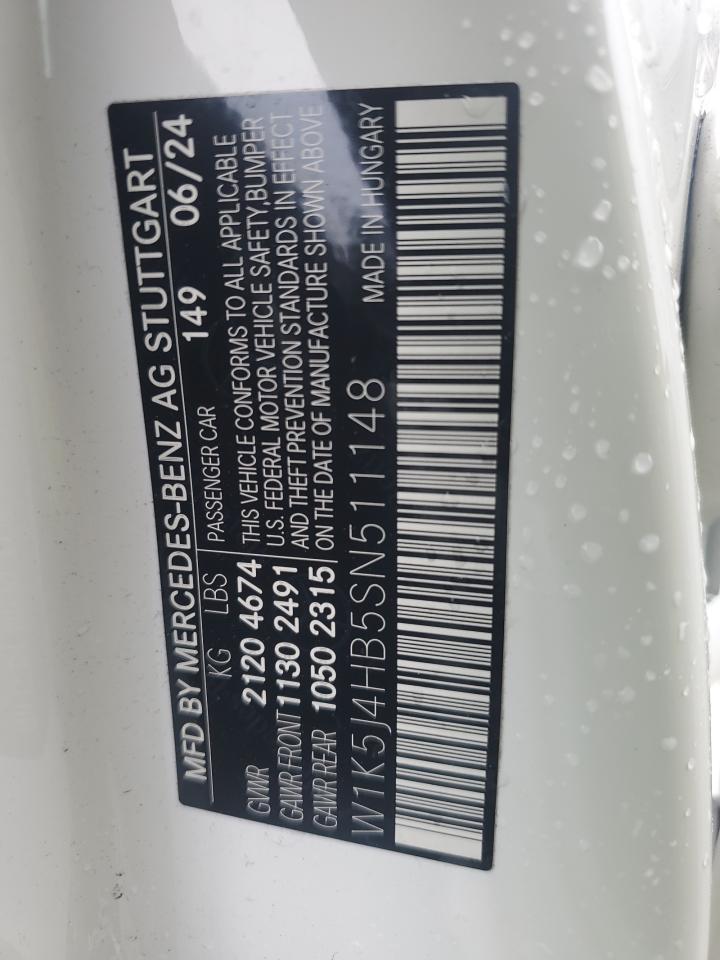 MFD BY MERCEDES-BENZ AG STUTTGART
149 06/24
KG LBS PASSENGER CAR
GVWR 2120 4674 THIS VEHICLE CONFORMS TO ALL APPLICABLE
U.S. FEDERAL MOTOR VEHICLE SAFETY,BUMPER
GAWR FRONT 1130 2491 AND THEFT PREVENTION STANDARDS IN EFFECT
GAWR REAR 1050 2315 ON THE DATE OF MANUFACTURE SHOWN ABOVE
W1K5J4HB5SN511148 MADE IN HUNGARY